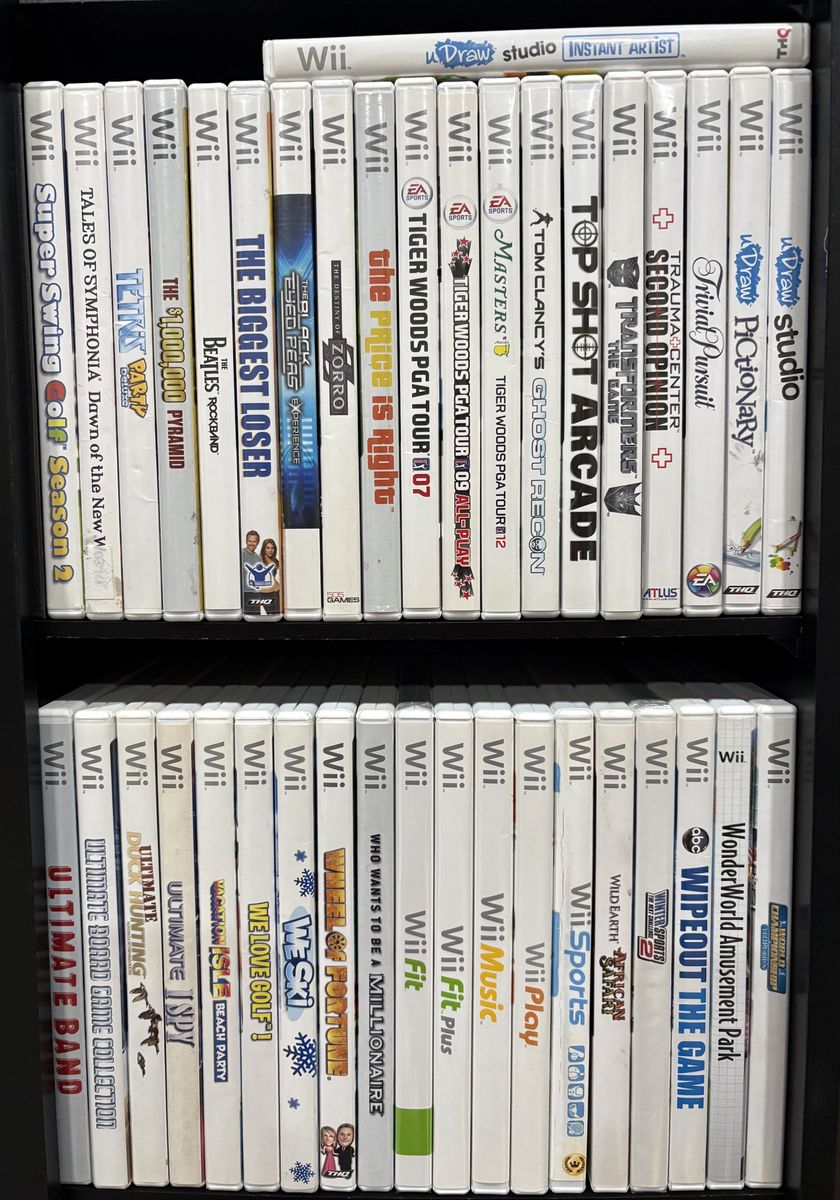 Wii uDraw studio INSTANT ARTIST THQ
Wii Super Swing Golf Season 2
Wii TALES OF SYMPHONIA Dawn of the New
Wii TETRIS PARTY DELUXE
Wii THE $1,000,000 PYRAMID
Wii THE BEATLES ROCKBAND
Wii THE BIGGEST LOSER THQ
Wii THE BLACK EYED PEAS EXPERIENCE
Wii THE DESTINY OF ZORRO 505 GAMES
Wii the PRiCE is Right
Wii EA SPORTS TIGER WOODS PGA TOUR 07
Wii EA SPORTS TIGER WOODS PGA TOUR 09 ALL-PLAY
Wii EA SPORTS MASTERS TIGER WOODS PGA TOUR 12
Wii TOM CLANCY'S GHOST RECON
Wii TOP SHOT ARCADE
Wii TRANSFORMERS THE GAME
Wii TRAUMA CENTER SECOND OPINION ATLUS
Wii Trivial Pursuit EA
Wii uDraw PICTIONARY THQ
Wii uDraw studio THQ
Wii ULTIMATE BAND
Wii ULTIMATE BOARD GAME COLLECTION
Wii ULTIMATE DUCK HUNTING
Wii ULTIMATE I SPY
Wii VACATION ISLE BEACH PARTY
Wii WE LOVE GOLF!
Wii WE SKI
Wii WHEEL OF FORTUNE THQ
Wii WHO WANTS TO BE A MILLIONAIRE
Wii Wii Fit
Wii Wii Fit Plus
Wii Wii Music
Wii Wii Play
Wii Wii Sports
Wii WILD EARTH AFRICAN SAFARI
Wii WINTER SPORTS 2 THE NEXT CHALLENGE
Wii abc WIPEOUT THE GAME
Wii WonderWorld Amusement Park
Wii WORLD CHAMPIONSHIP